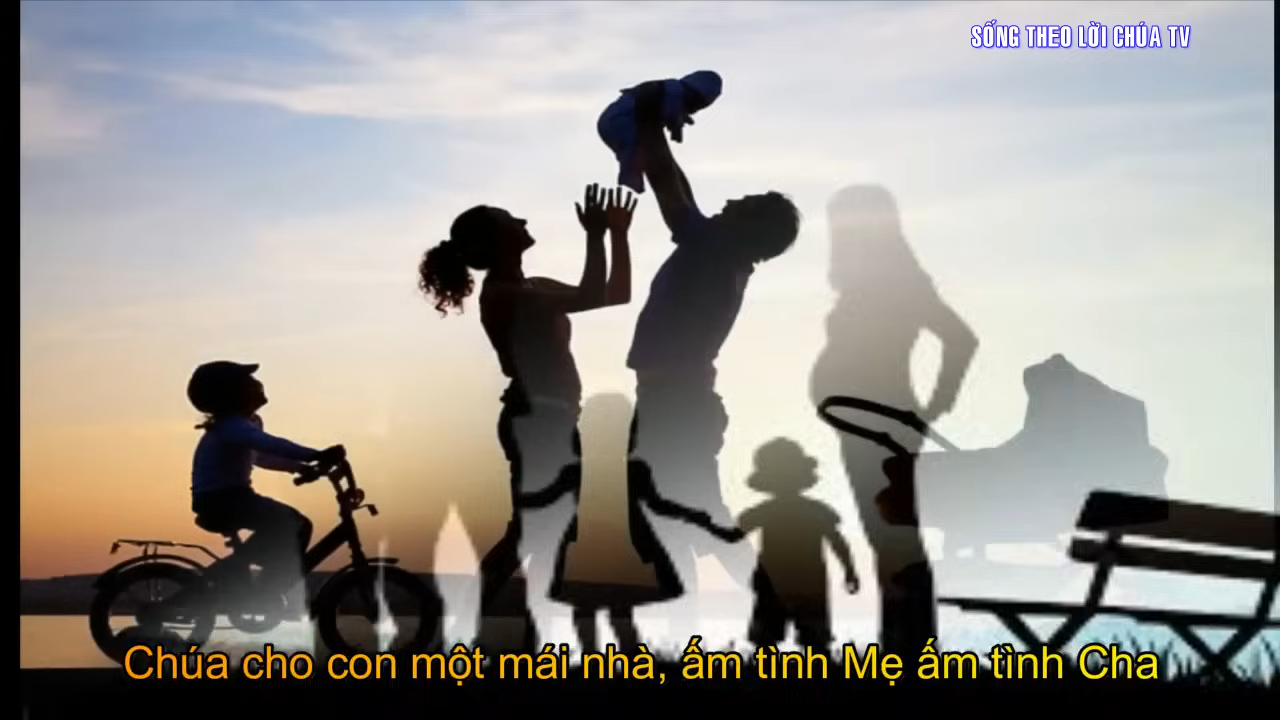 SỐNG THEO LỜI CHÚA TV
Chúa cho con một mái nhà, ấm tình Mẹ ấm tình Cha